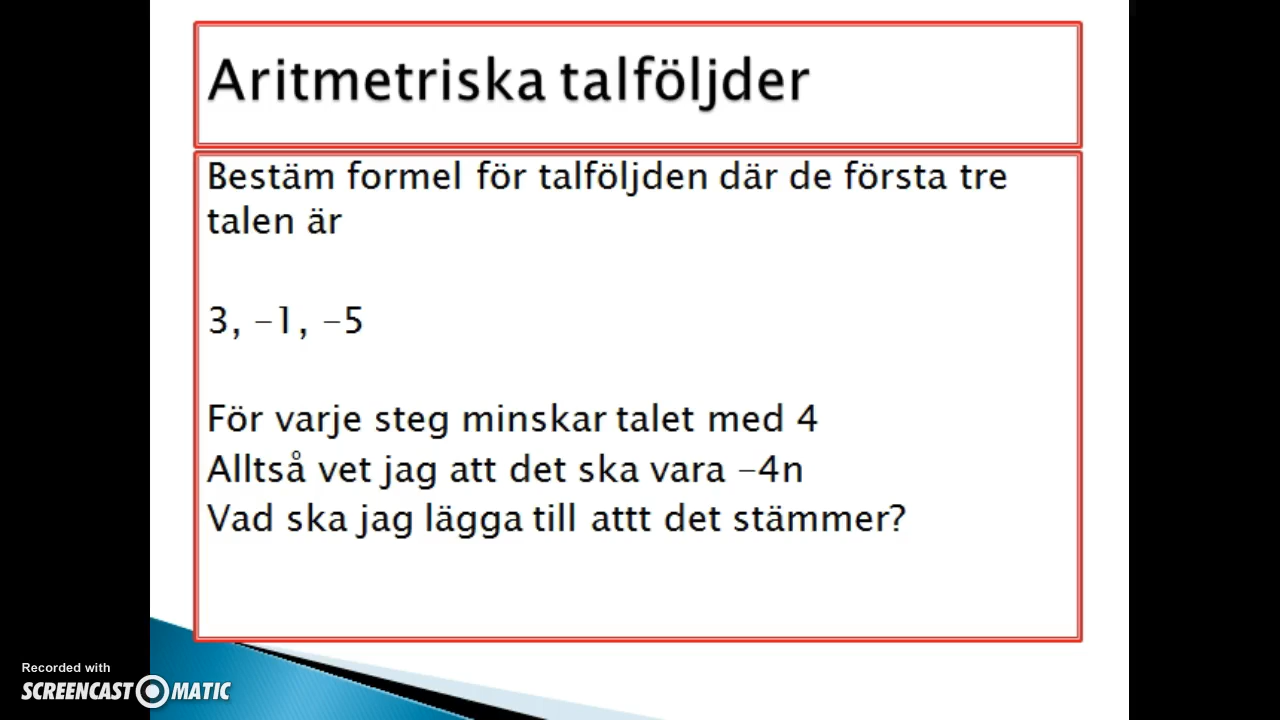 Aritmetriska talföljder
Bestäm formel för talföljden där de första tre
talen är
3, -1, -5
För varje steg minskar talet med 4
Alltså vet jag att det ska vara -4n
Vad ska jag lägga till attt det stämmer?
Recorded with
SCREENCAST MATIC